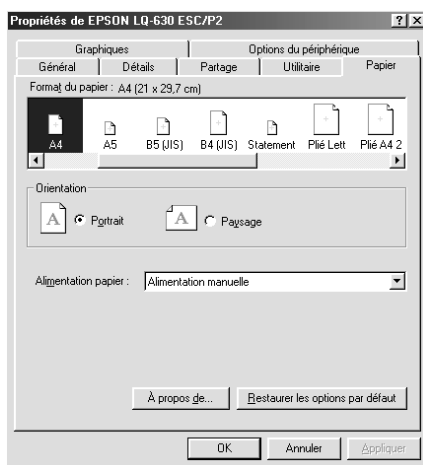 Propriétés de EPSON LQ-630 ESC/P2
Graphiques Options du périphérique
Général Détails Partage Utilitaire Papier
Format du papier : A4 (21 x 29,7 cm)
A4 A5 B5 (JIS) B4 (JIS) Statement Plié Lett Plié A4 2
Orientation
A Portrait A Paysage
Alimentation papier : Alimentation manuelle
À propos de... Restaurer les options par défaut
OK Annuler Appliquer